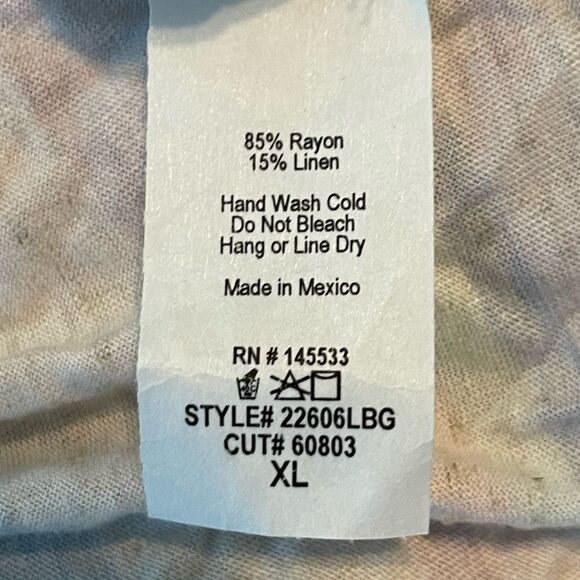 85% Rayon
15% Linen
Hand Wash Cold
Do Not Bleach
Hang or Line Dry
Made in Mexico
RN # 145533
STYLE# 22606LBG
CUT# 60803
XL